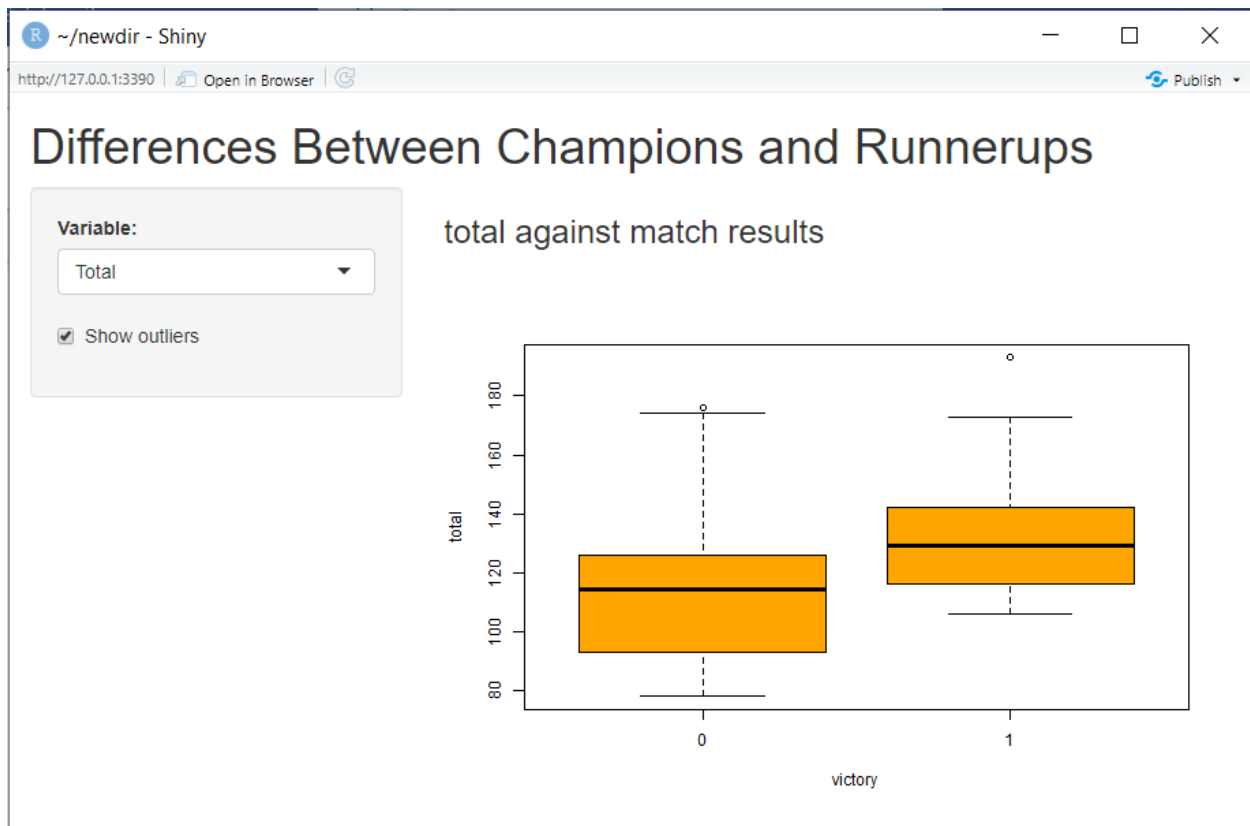 R ~/newdir - Shiny
http://127.0.0.1:3390 Open in Browser Publish
Differences Between Champions and Runnerups
Variable:
Total
Show outliers
total against match results
total
180
160
140
120
100
80
0 1
victory